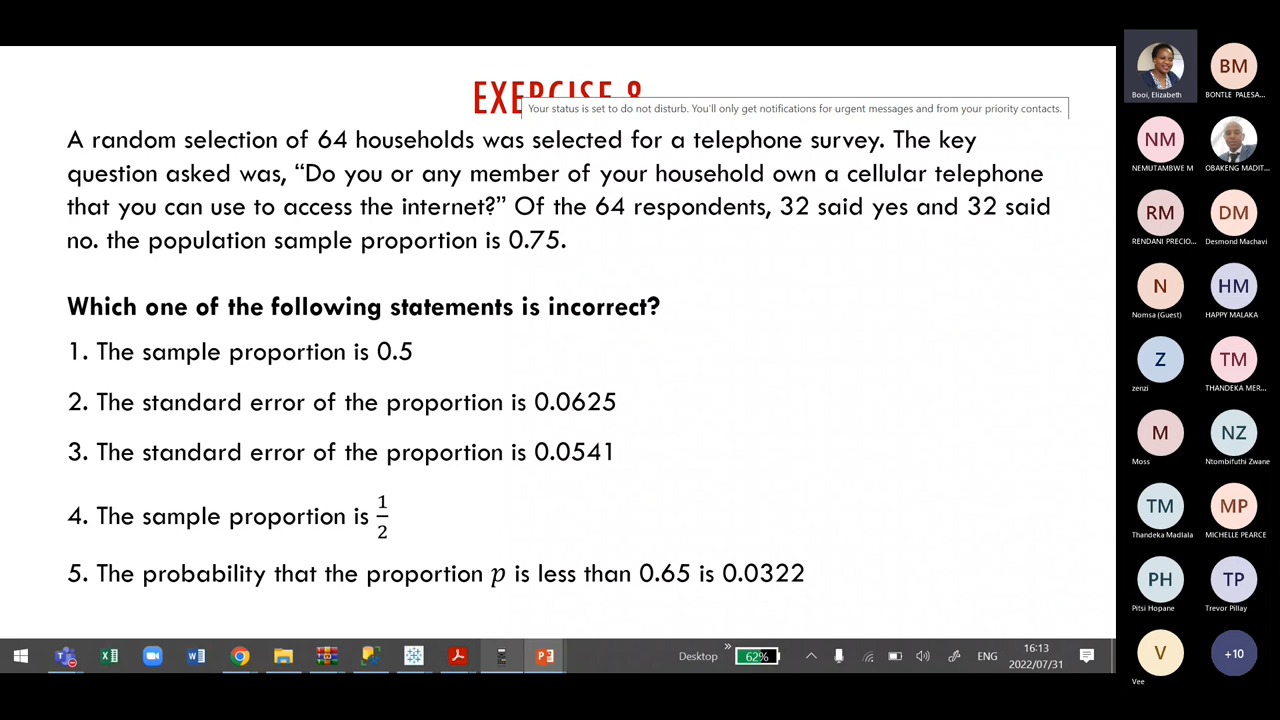 EXERCISE 8
Your status is set to do not disturb. You'll only get notifications for urgent messages and from your priority contacts.
A random selection of 64 households was selected for a telephone survey. The key
question asked was, “Do you or any member of your household own a cellular telephone
that you can use to access the internet?” Of the 64 respondents, 32 said yes and 32 said
no. the population sample proportion is 0.75.
Which one of the following statements is incorrect?
1. The sample proportion is 0.5
2. The standard error of the proportion is 0.0625
3. The standard error of the proportion is 0.0541
4. The sample proportion is 1/2
5. The probability that the proportion p is less than 0.65 is 0.0322
Booi, Elizabeth
BM
BONTLE PALESA...
NM
NEMUTAMBWE M
OBAKENG MADIT...
RM
RENDANI PRECIO...
DM
Desmond Machavi
N
Nomsa (Guest)
HM
HAPPY MALAKA
Z
zenzi
TM
THANDEKA MER...
M
Moss
NZ
Ntombifuthi Zwane
TM
Thandeka Madlala
MP
MICHELLE PEARCE
PH
Pitsi Hopane
TP
Trevor Pillay
V
Vee
+10
Desktop
62%
ENG
16:13
2022/07/31